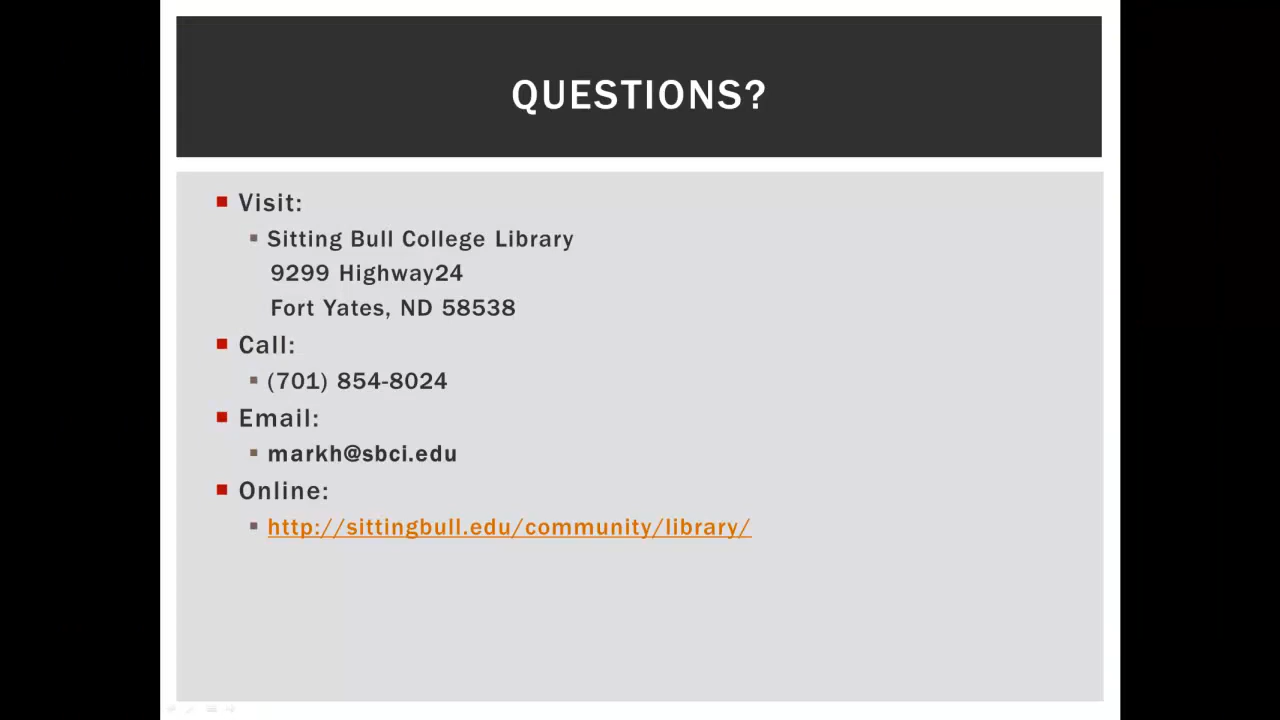 QUESTIONS?
Visit:
Sitting Bull College Library
9299 Highway24
Fort Yates, ND 58538
Call:
(701) 854-8024
Email:
markh@sbci.edu
Online:
http://sittingbull.edu/community/library/